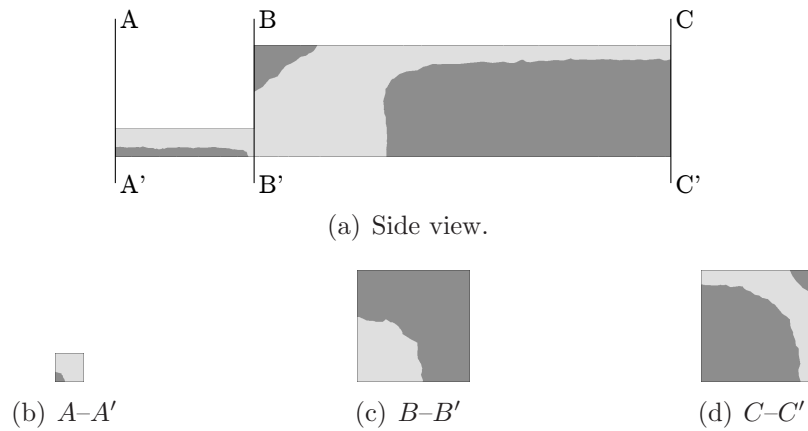 A B C
A' B' C'
(a) Side view.
(b) A–A′ (c) B–B′ (d) C–C′